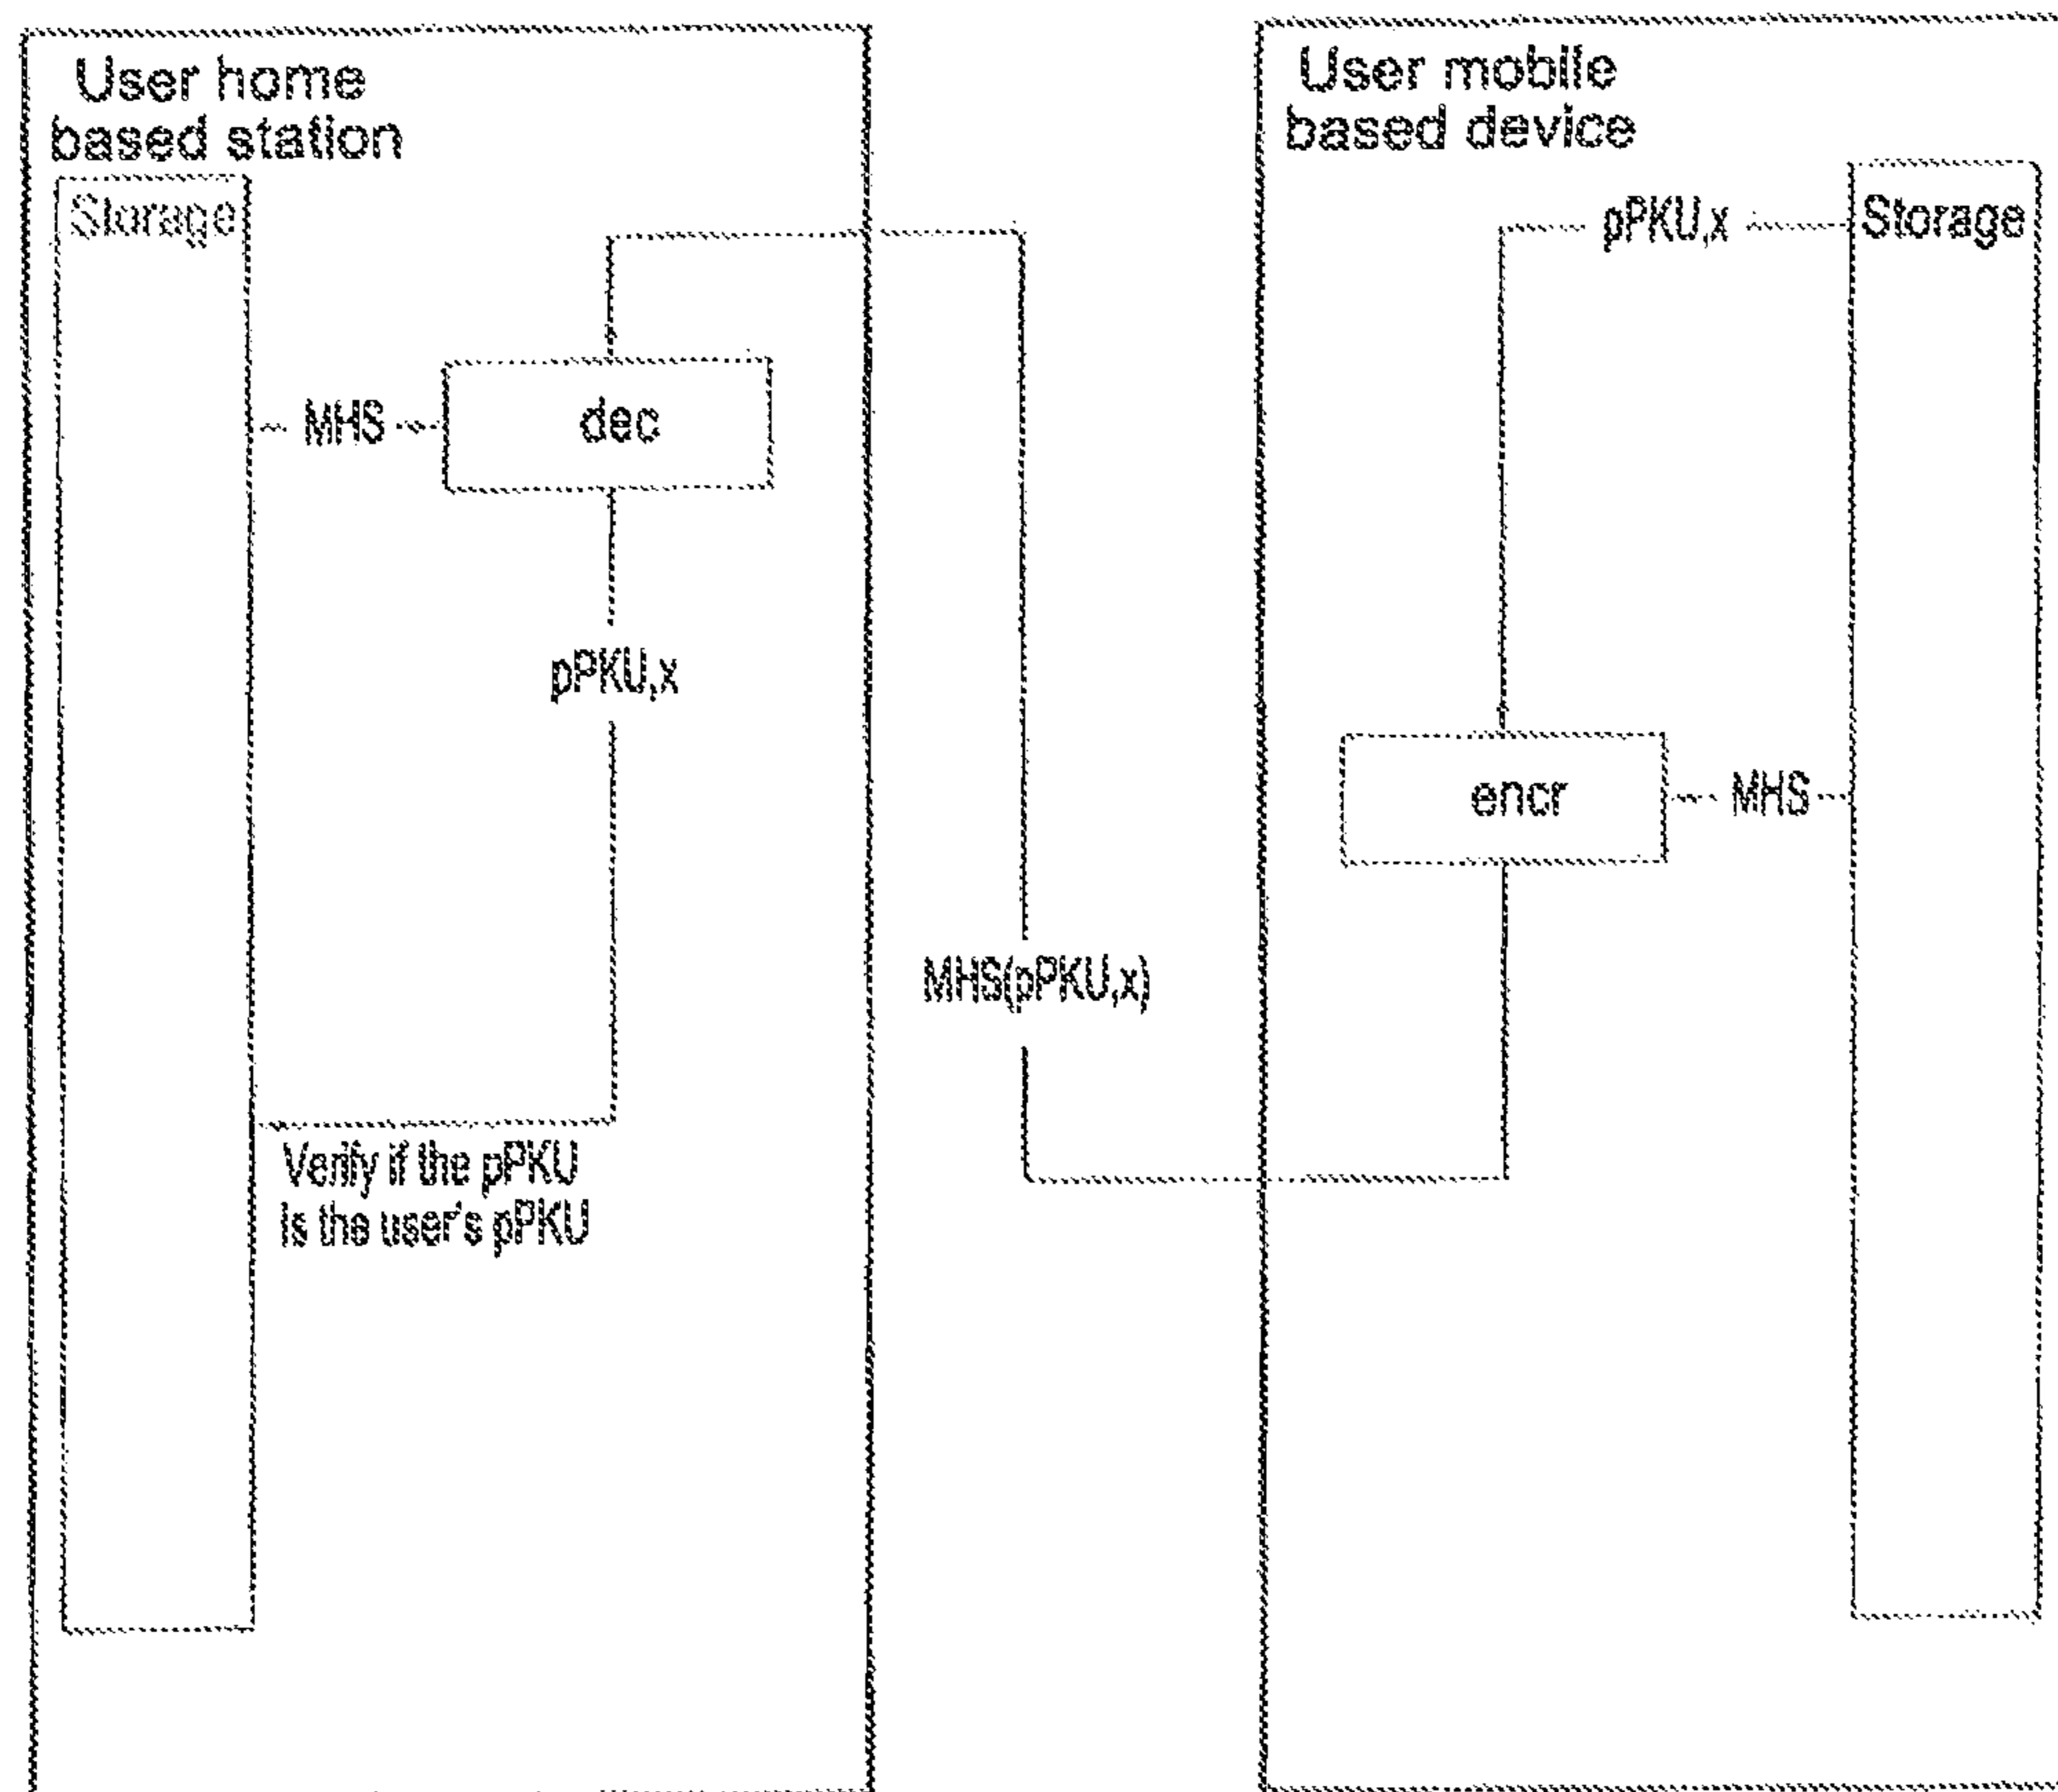 User home
based station
Storage
MHS
dec
pPKU,x
Verify if the pPKU
is the user's pPKU
MHS(pPKU,x)
User mobile
based device
pPKU,x
Storage
encr
MHS